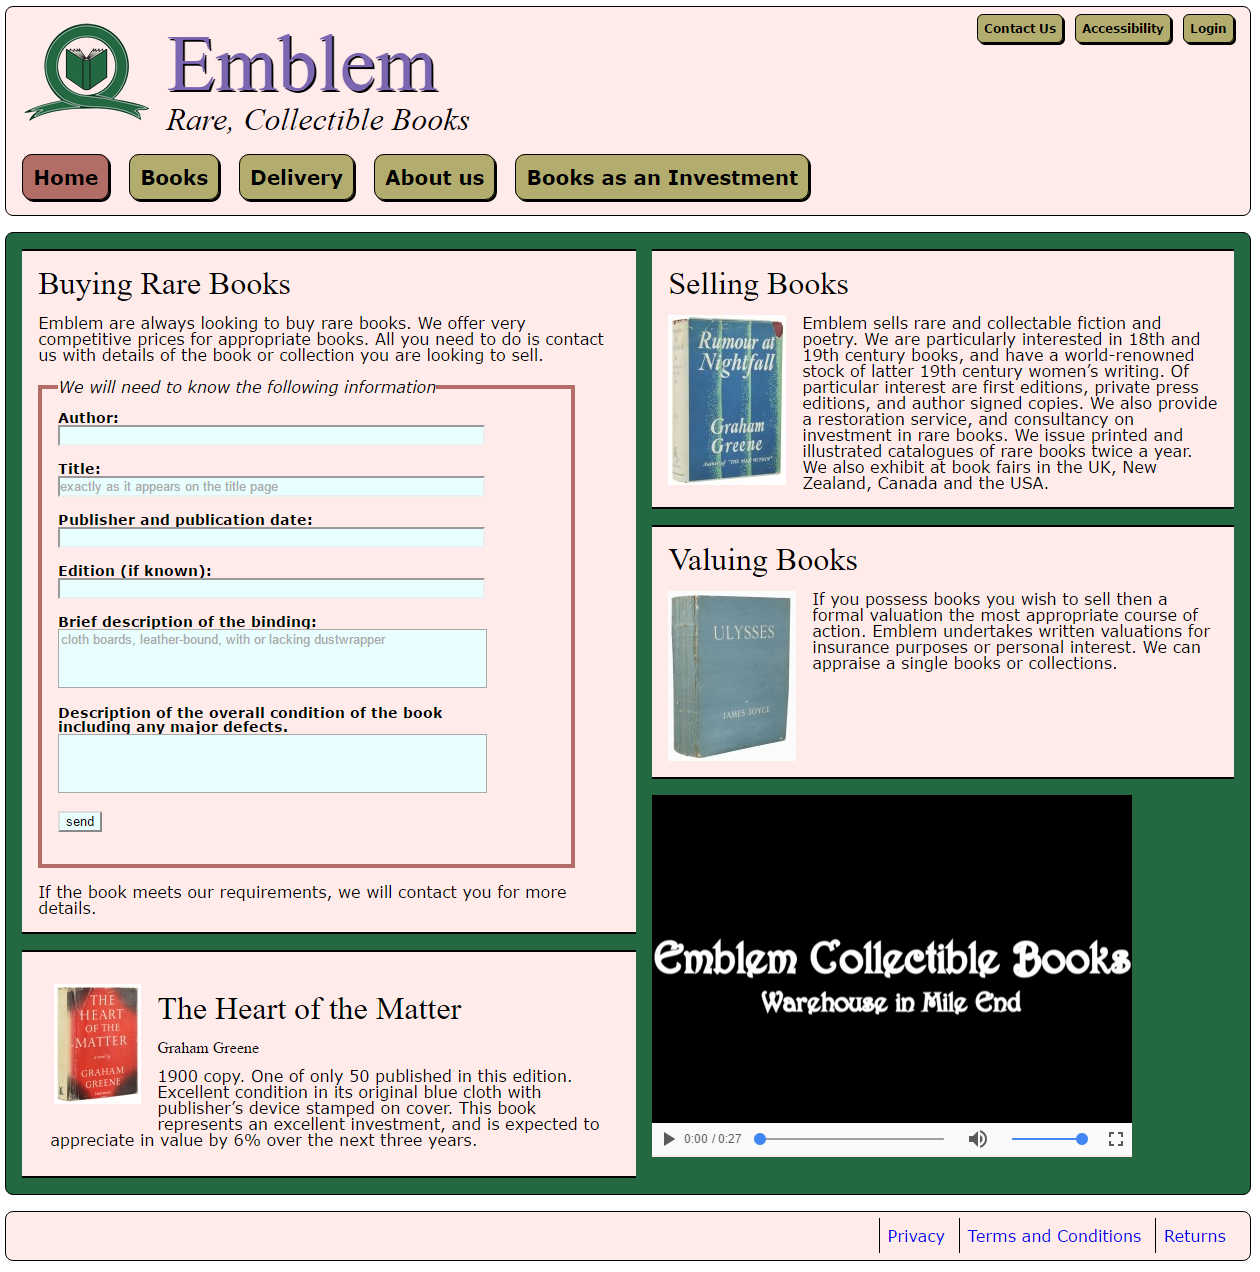 Contact Us
Accessibility
Login
Emblem
Rare, Collectible Books
Home
Books
Delivery
About us
Books as an Investment
Buying Rare Books
Emblem are always looking to buy rare books. We offer very
competitive prices for appropriate books. All you need to do is contact
us with details of the book or collection you are looking to sell.
We will need to know the following information
Author:
Title:
exactly as it appears on the title page
Publisher and publication date:
Edition (if known):
Brief description of the binding:
cloth boards, leather-bound, with or lacking dustwrapper
Description of the overall condition of the book
including any major defects.
send
If the book meets our requirements, we will contact you for more
details.
THE
HEART
OF THE
MATTER
a novel by
GRAHAM
GREENE
The Heart of the Matter
Graham Greene
1900 copy. One of only 50 published in this edition.
Excellent condition in its original blue cloth with
publisher’s device stamped on cover. This book
represents an excellent investment, and is expected to
appreciate in value by 6% over the next three years.
Selling Books
Rumour at
Nightfall
Graham
Greene
Author of "THE MAN WITHIN"
Emblem sells rare and collectable fiction and
poetry. We are particularly interested in 18th and
19th century books, and have a world-renowned
stock of latter 19th century women’s writing. Of
particular interest are first editions, private press
editions, and author signed copies. We also provide
a restoration service, and consultancy on
investment in rare books. We issue printed and
illustrated catalogues of rare books twice a year.
We also exhibit at book fairs in the UK, New
Zealand, Canada and the USA.
Valuing Books
ULYSSES
JAMES JOYCE
If you possess books you wish to sell then a
formal valuation the most appropriate course of
action. Emblem undertakes written valuations for
insurance purposes or personal interest. We can
appraise a single books or collections.
Emblem Collectible Books
Warehouse in Mile End
0:00 / 0:27
Privacy
Terms and Conditions
Returns